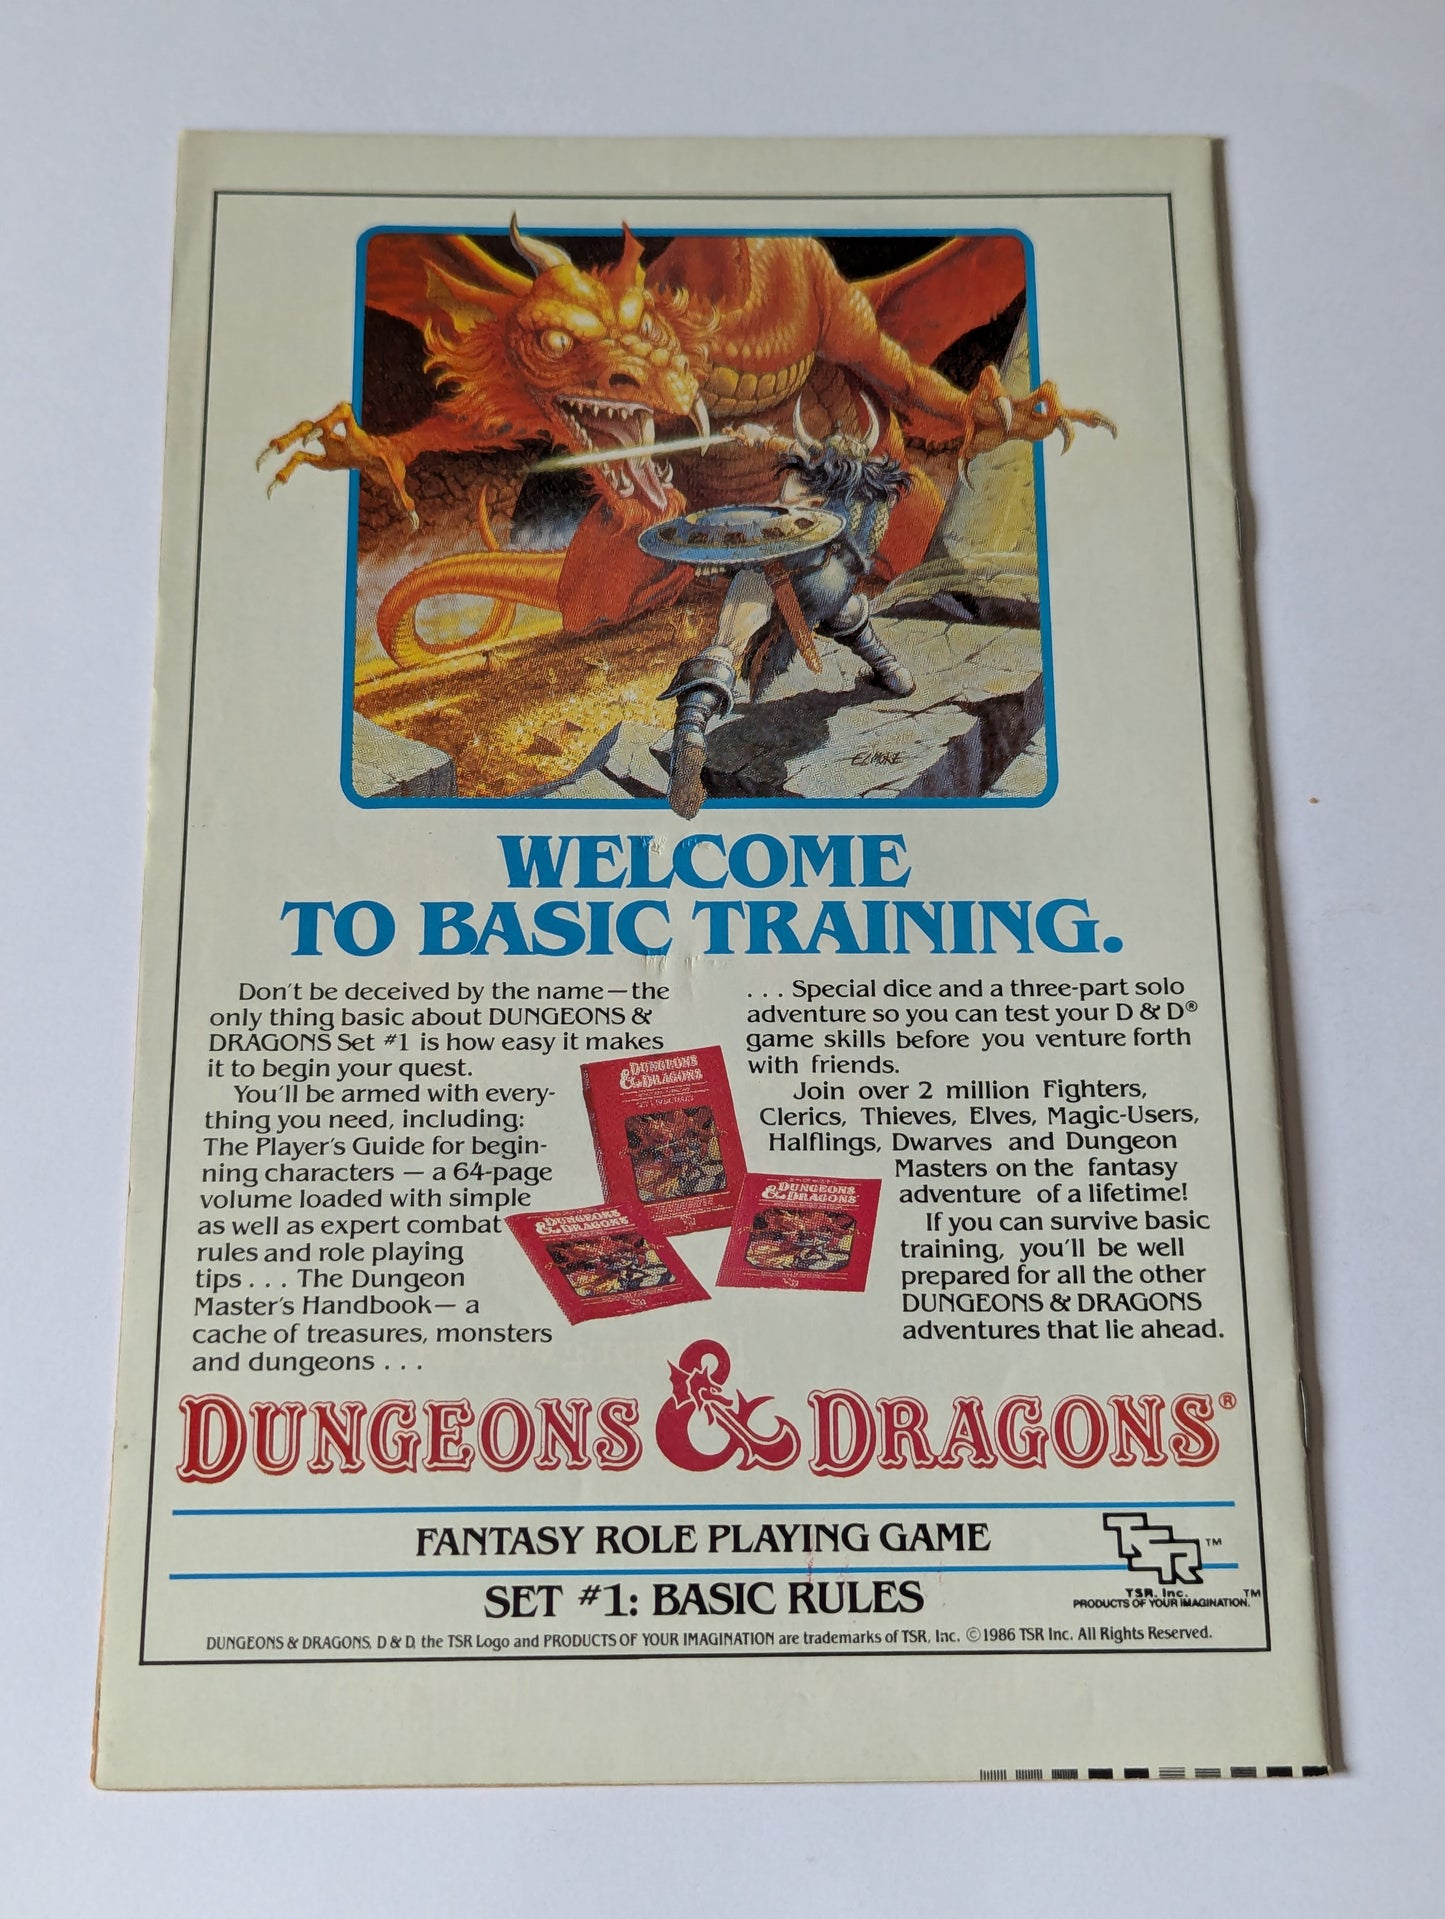 ELMORE
WELCOME
TO BASIC TRAINING.
Don't be deceived by the name—the
only thing basic about DUNGEONS &
DRAGONS Set #1 is how easy it makes
it to begin your quest.
You'll be armed with every-
thing you need, including:
The Player's Guide for begin-
ning characters — a 64-page
volume loaded with simple
as well as expert combat
rules and role playing
tips . . . The Dungeon
Master's Handbook— a
cache of treasures, monsters
and dungeons . . .
. . . Special dice and a three-part solo
adventure so you can test your D & D®
game skills before you venture forth
with friends.
Join over 2 million Fighters,
Clerics, Thieves, Elves, Magic-Users,
Halflings, Dwarves and Dungeon
Masters on the fantasy
adventure of a lifetime!
If you can survive basic
training, you'll be well
prepared for all the other
DUNGEONS & DRAGONS
adventures that lie ahead.
DUNGEONS
& DRAGONS
DUNGEONS
& DRAGONS
DUNGEONS
& DRAGONS
DUNGEONS & DRAGONS®
FANTASY ROLE PLAYING GAME
SET #1: BASIC RULES
TSR™
TSR, Inc.
PRODUCTS OF YOUR IMAGINATION.™
DUNGEONS & DRAGONS, D & D, the TSR Logo and PRODUCTS OF YOUR IMAGINATION are trademarks of TSR, Inc. ©1986 TSR Inc. All Rights Reserved.